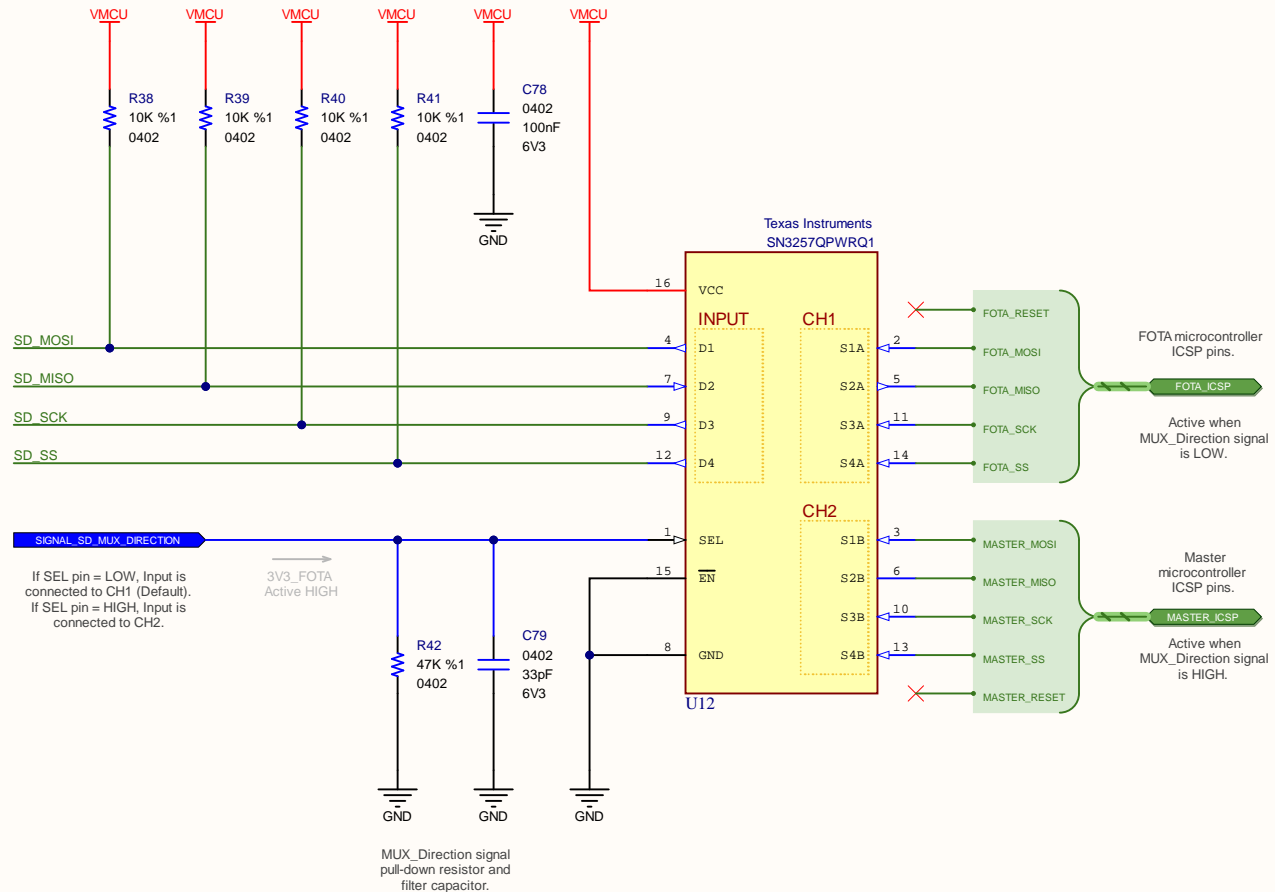 VMCU
VMCU
VMCU
VMCU
VMCU
VMCU
R38
10K %1
0402
R39
10K %1
0402
R40
10K %1
0402
R41
10K %1
0402
C78
0402
100nF
6V3
GND
Texas Instruments
SN3257QPWRQ1
16
VCC
INPUT
CH1
SD_MOSI
4
D1
S1A
2
SD_MISO
7
D2
S2A
5
SD_SCK
9
D3
S3A
11
SD_SS
12
D4
S4A
14
FOTA_RESET
FOTA_MOSI
FOTA_MISO
FOTA_SCK
FOTA_SS
FOTA microcontroller
ICSP pins.
FOTA_ICSP
Active when
MUX_Direction signal
is LOW.
SIGNAL_SD_MUX_DIRECTION
If SEL pin = LOW, Input is
connected to CH1 (Default).
If SEL pin = HIGH, Input is
connected to CH2.
3V3_FOTA
Active HIGH
CH2
1
SEL
S1B
3
15
EN
S2B
6
S3B
10
8
GND
S4B
13
U12
MASTER_MOSI
MASTER_MISO
MASTER_SCK
MASTER_SS
MASTER_RESET
Master
microcontroller
ICSP pins.
MASTER_ICSP
Active when
MUX_Direction signal
is HIGH.
R42
47K %1
0402
C79
0402
33pF
6V3
GND
GND
GND
MUX_Direction signal
pull-down resistor and
filter capacitor.